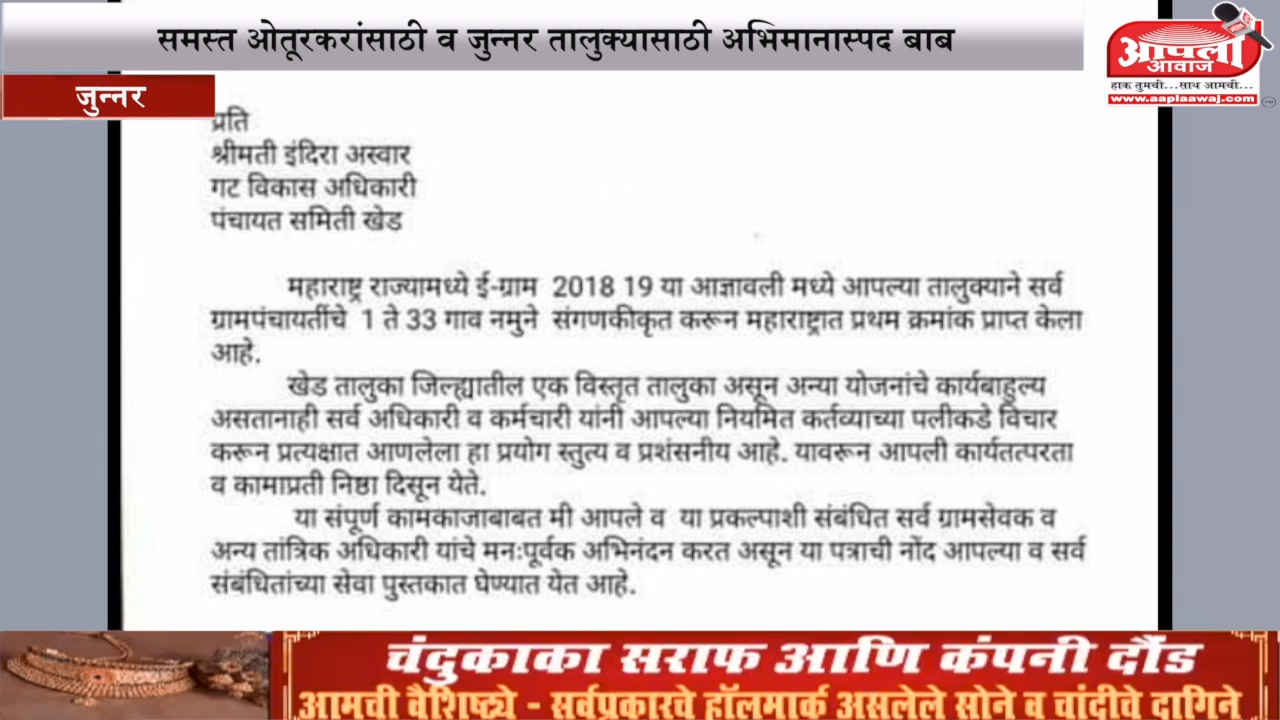 समस्त ओतूरकरांसाठी व जुन्नर तालुक्यासाठी अभिमानास्पद बाब
आपला
आवाज
हाक तुमची...साथ आमची...
www.aaplaawaj.com
TM
जुन्नर
प्रति
श्रीमती इंदिरा अस्वार
गट विकास अधिकारी
पंचायत समिती खेड
महाराष्ट्र राज्यामध्ये ई-ग्राम 2018 19 या आज्ञावली मध्ये आपल्या तालुक्याने सर्व
ग्रामपंचायतींचे 1 ते 33 गाव नमुने संगणकीकृत करून महाराष्ट्रात प्रथम क्रमांक प्राप्त केला
आहे.
खेड तालुका जिल्ह्यातील एक विस्तृत तालुका असून अन्या योजनांचे कार्यबाहुल्य
असतानाही सर्व अधिकारी व कर्मचारी यांनी आपल्या नियमित कर्तव्याच्या पलीकडे विचार
करून प्रत्यक्षात आणलेला हा प्रयोग स्तुत्य व प्रशंसनीय आहे. यावरून आपली कार्यतत्परता
व कामाप्रती निष्ठा दिसून येते.
या संपूर्ण कामकाजाबाबत मी आपले व या प्रकल्पाशी संबंधित सर्व ग्रामसेवक व
अन्य तांत्रिक अधिकारी यांचे मनःपूर्वक अभिनंदन करत असून या पत्राची नोंद आपल्या व सर्व
संबंधितांच्या सेवा पुस्तकात घेण्यात येत आहे.
चंदुकाका सराफ आणि कंपनी दौंड
आमची वैशिष्ट्ये - सर्वप्रकारचे हॉलमार्क असलेले सोने व चांदीचे दागिने